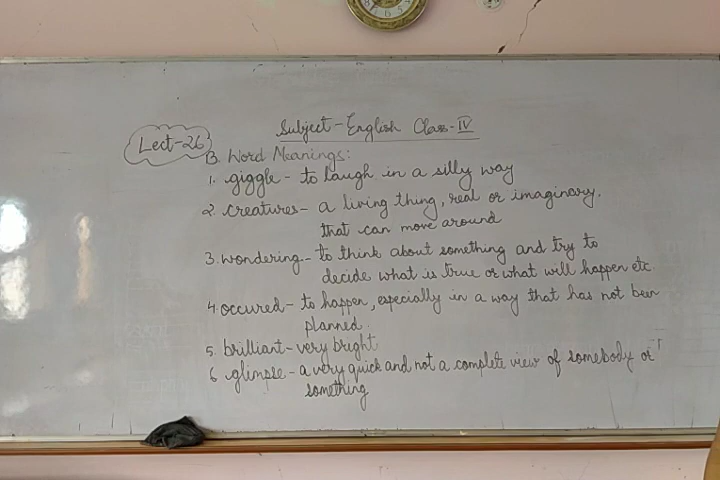 Subject - English Class - IV
Lect-26
B. Word Meanings:
1. giggle - to laugh in a silly way
2. creatures - a living thing, real or imaginary.
that can move around
3. wondering - to think about something and try to
decide what is true or what will happen etc
4. occured - to happen, especially in a way that has not been
planned.
5. brilliant - very bright
6. glimpse - a very quick and not a complete view of somebody or
something